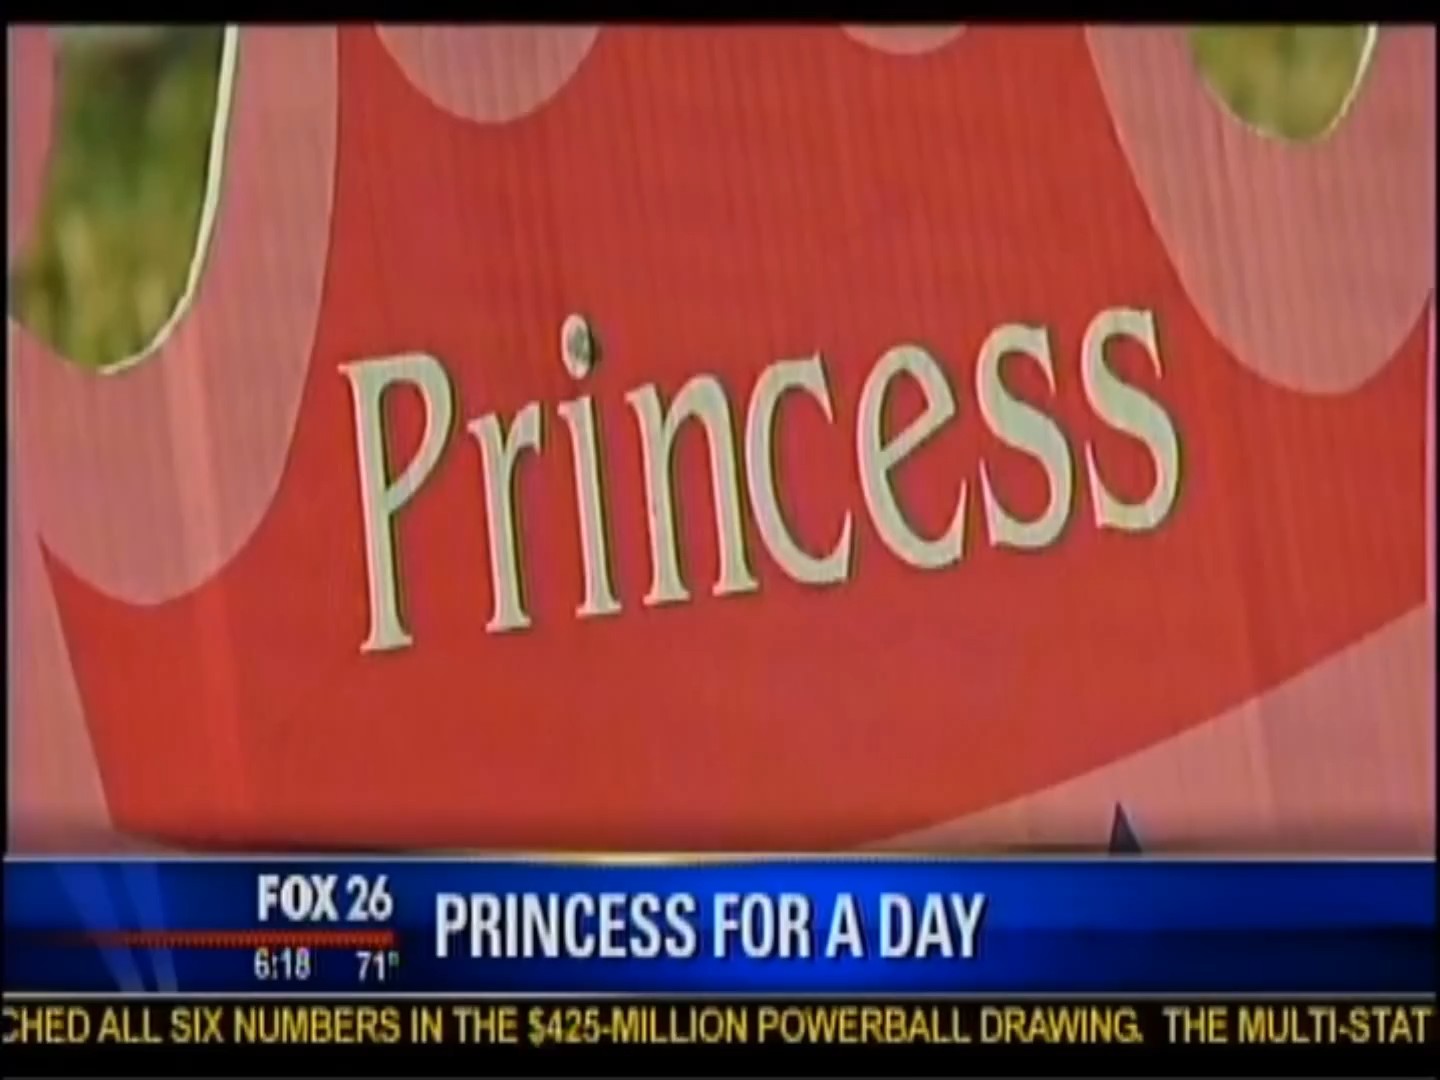 Princess
FOX 26
PRINCESS FOR A DAY
6:18 71°
CHED ALL SIX NUMBERS IN THE $425-MILLION POWERBALL DRAWING. THE MULTI-STAT